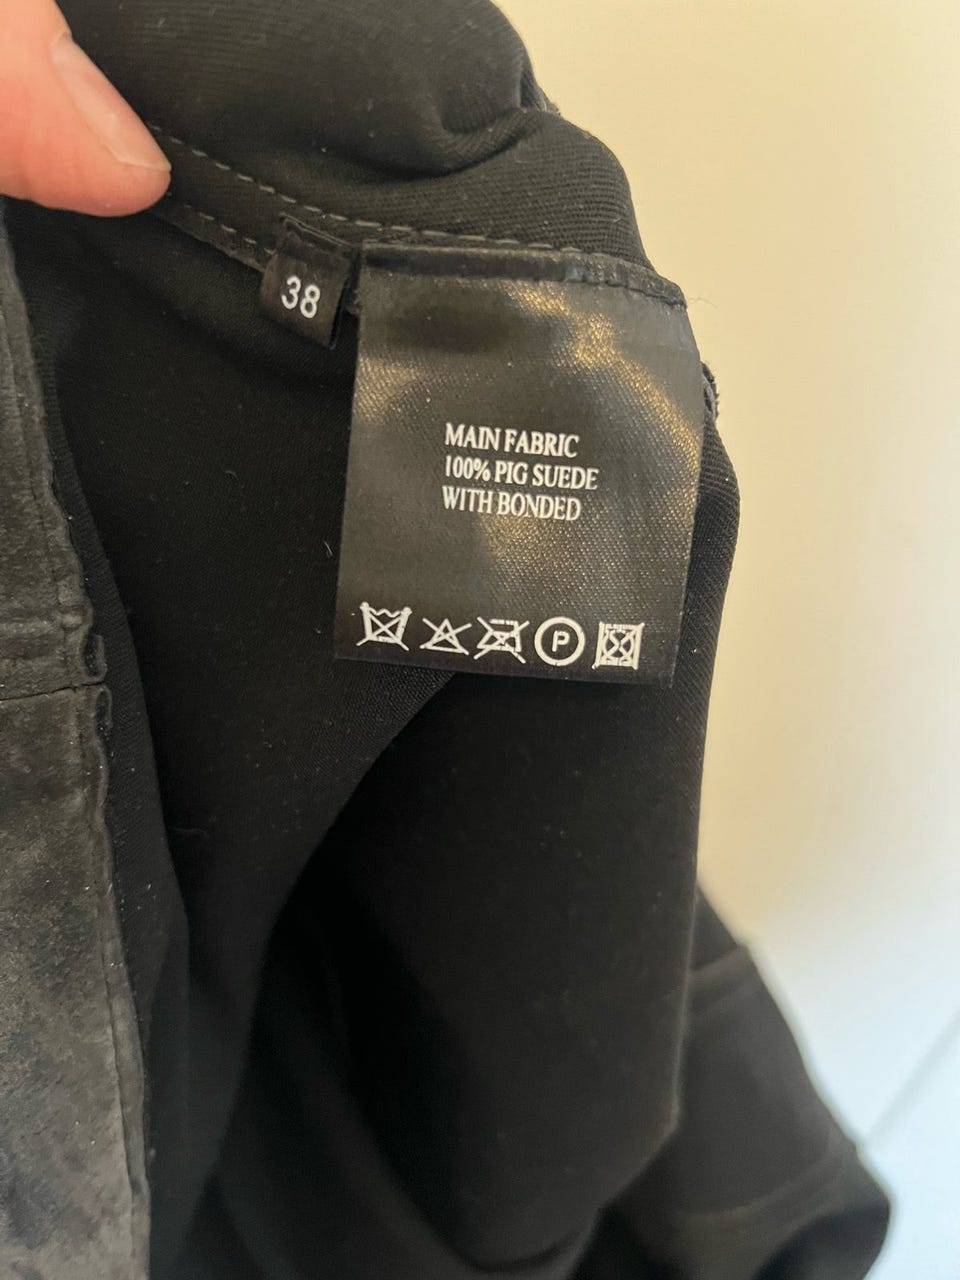 38
MAIN FABRIC
100% PIG SUEDE
WITH BONDED
P